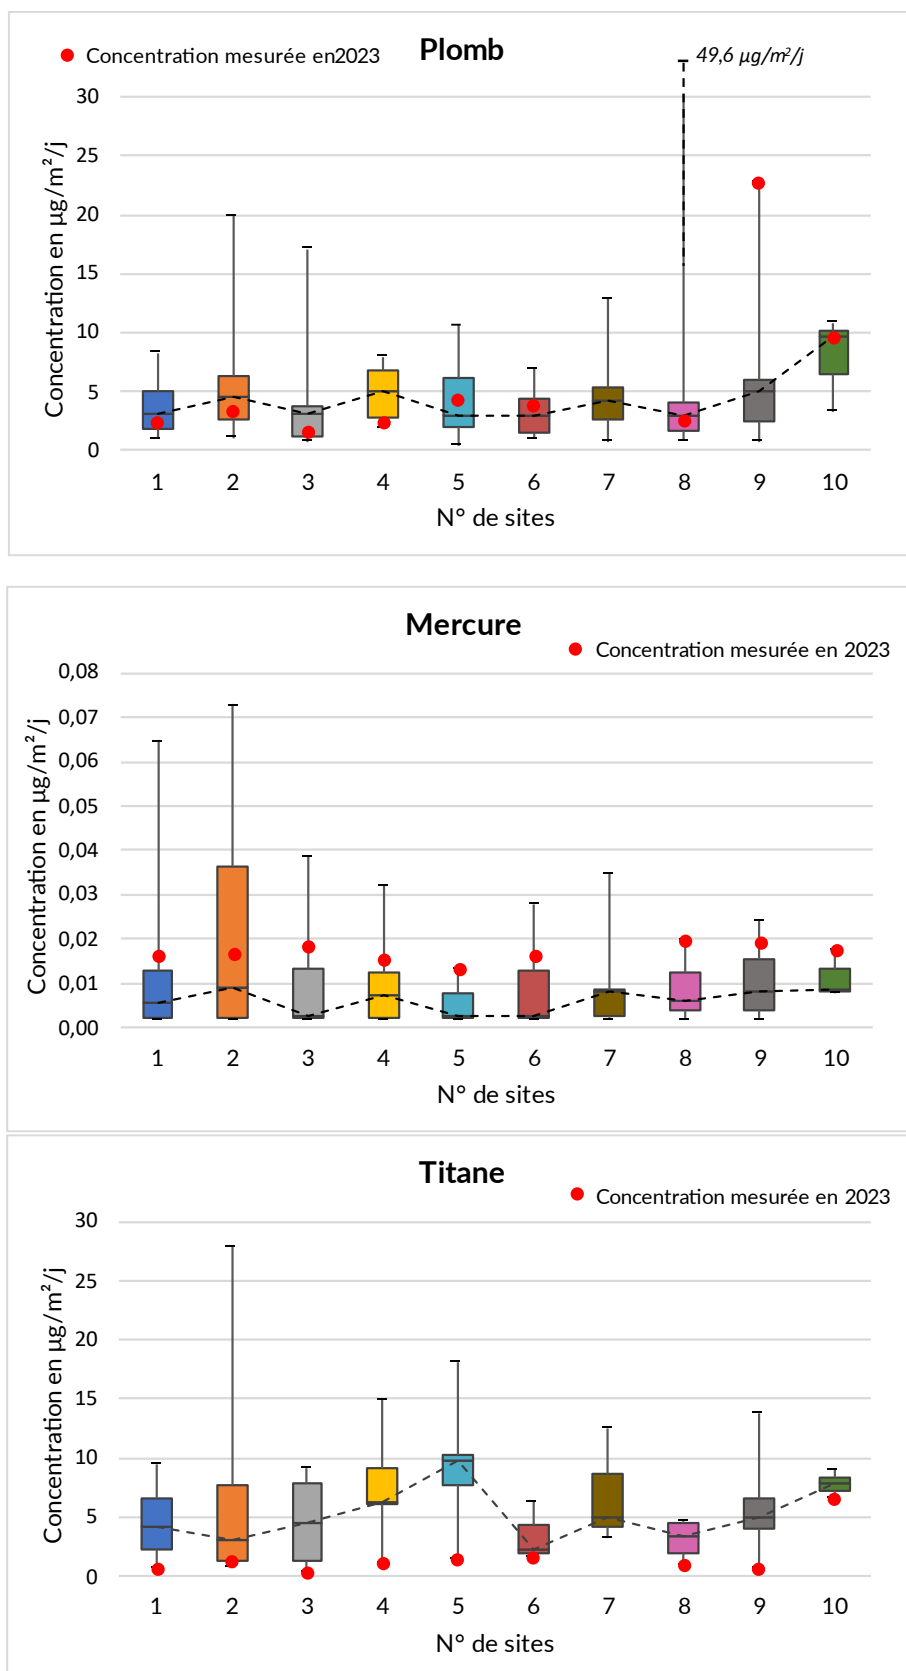 Plomb
Concentration mesurée en2023
49,6 µg/m²/j
Concentration en µg/m²/j
30
25
20
15
10
5
0
1 2 3 4 5 6 7 8 9 10
N° de sites
Mercure
Concentration mesurée en 2023
Concentration en µg/m²/j
0,08
0,07
0,06
0,05
0,04
0,03
0,02
0,01
0,00
1 2 3 4 5 6 7 8 9 10
N° de sites
Titane
Concentration mesurée en 2023
Concentration en µg/m²/j
30
25
20
15
10
5
0
1 2 3 4 5 6 7 8 9 10
N° de sites